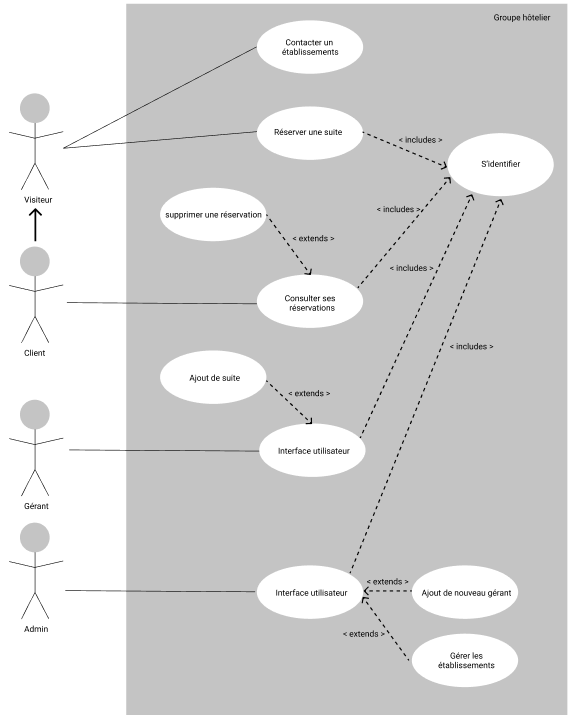 Groupe hôtelier
Contacter un
établissements
Réserver une suite
< includes >
S'identifier
Visiteur
supprimer une réservation
< includes >
< extends >
< includes >
Consulter ses
réservations
Client
< includes >
Ajout de suite
< extends >
Interface utilisateur
Gérant
< extends >
Interface utilisateur
Ajout de nouveau gérant
Admin
< extends >
Gérer les
établissements